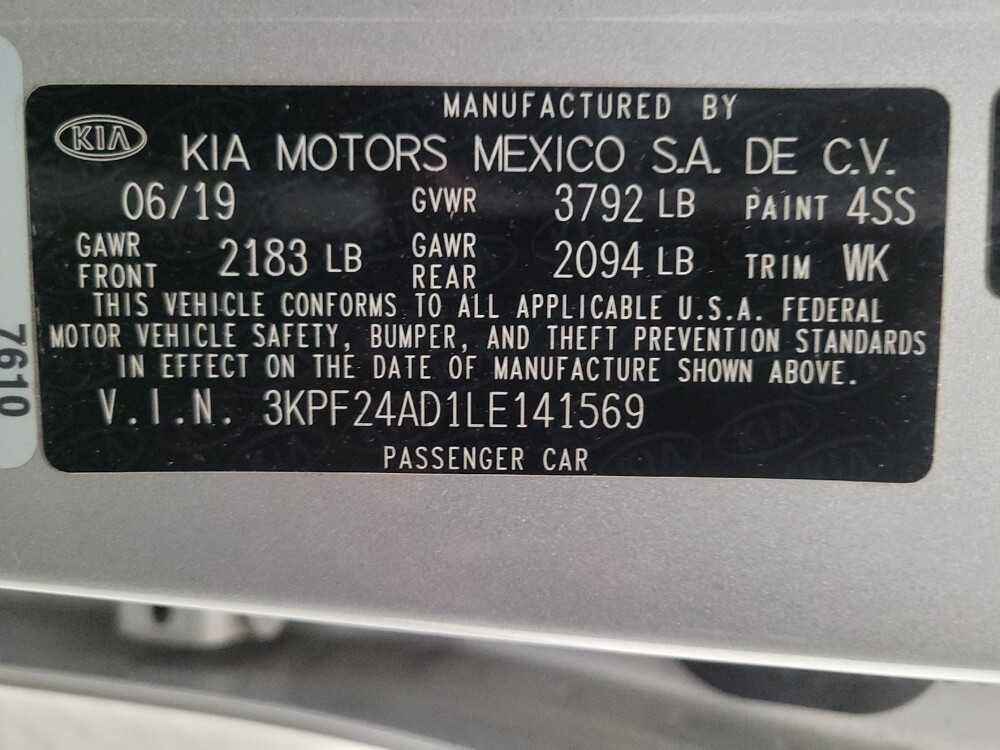 MANUFACTURED BY
KIA KIA MOTORS MEXICO S.A. DE C.V.
06/19 GVWR 3792 LB PAINT 4SS
GAWR FRONT 2183 LB GAWR REAR 2094 LB TRIM WK
THIS VEHICLE CONFORMS TO ALL APPLICABLE U.S.A. FEDERAL
MOTOR VEHICLE SAFETY, BUMPER, AND THEFT PREVENTION STANDARDS
IN EFFECT ON THE DATE OF MANUFACTURE SHOWN ABOVE.
V.I.N. 3KPF24AD1LE141569
PASSENGER CAR
7610